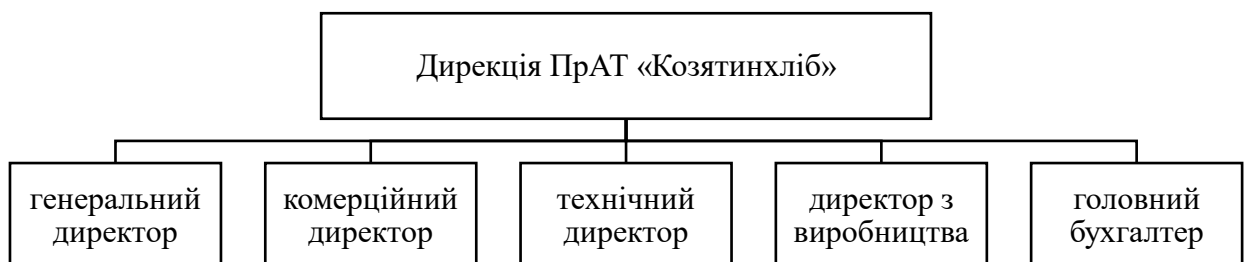 Дирекція ПрАТ «Козятинхліб»
генеральний
директор
комерційний
директор
технічний
директор
директор з
виробництва
головний
бухгалтер